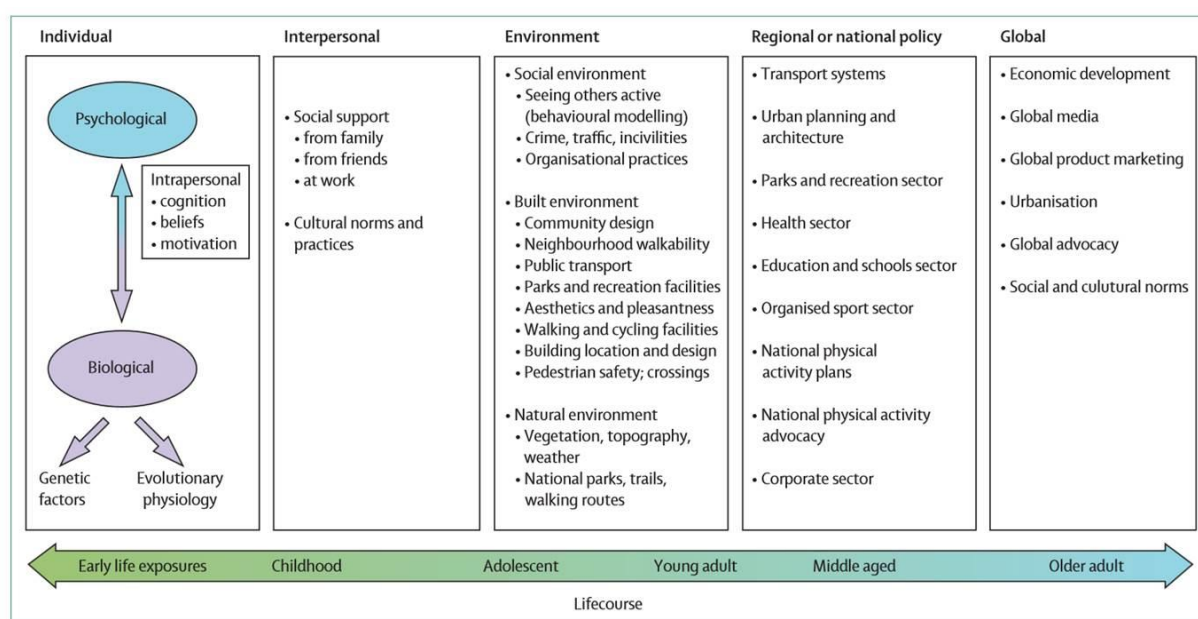 Individual
Psychological
Intrapersonal
• cognition
• beliefs
• motivation
Biological
Genetic
factors
Evolutionary
physiology
Interpersonal
• Social support
• from family
• from friends
• at work
• Cultural norms and
practices
Environment
• Social environment
• Seeing others active
(behavioural modelling)
• Crime, traffic, incivilities
• Organisational practices
• Built environment
• Community design
• Neighbourhood walkability
• Public transport
• Parks and recreation facilities
• Aesthetics and pleasantness
• Walking and cycling facilities
• Building location and design
• Pedestrian safety; crossings
• Natural environment
• Vegetation, topography,
weather
• National parks, trails,
walking routes
Regional or national policy
• Transport systems
• Urban planning and
architecture
• Parks and recreation sector
• Health sector
• Education and schools sector
• Organised sport sector
• National physical
activity plans
• National physical activity
advocacy
• Corporate sector
Global
• Economic development
• Global media
• Global product marketing
• Urbanisation
• Global advocacy
• Social and culutural norms
Early life exposures
Childhood
Adolescent
Young adult
Middle aged
Older adult
Lifecourse